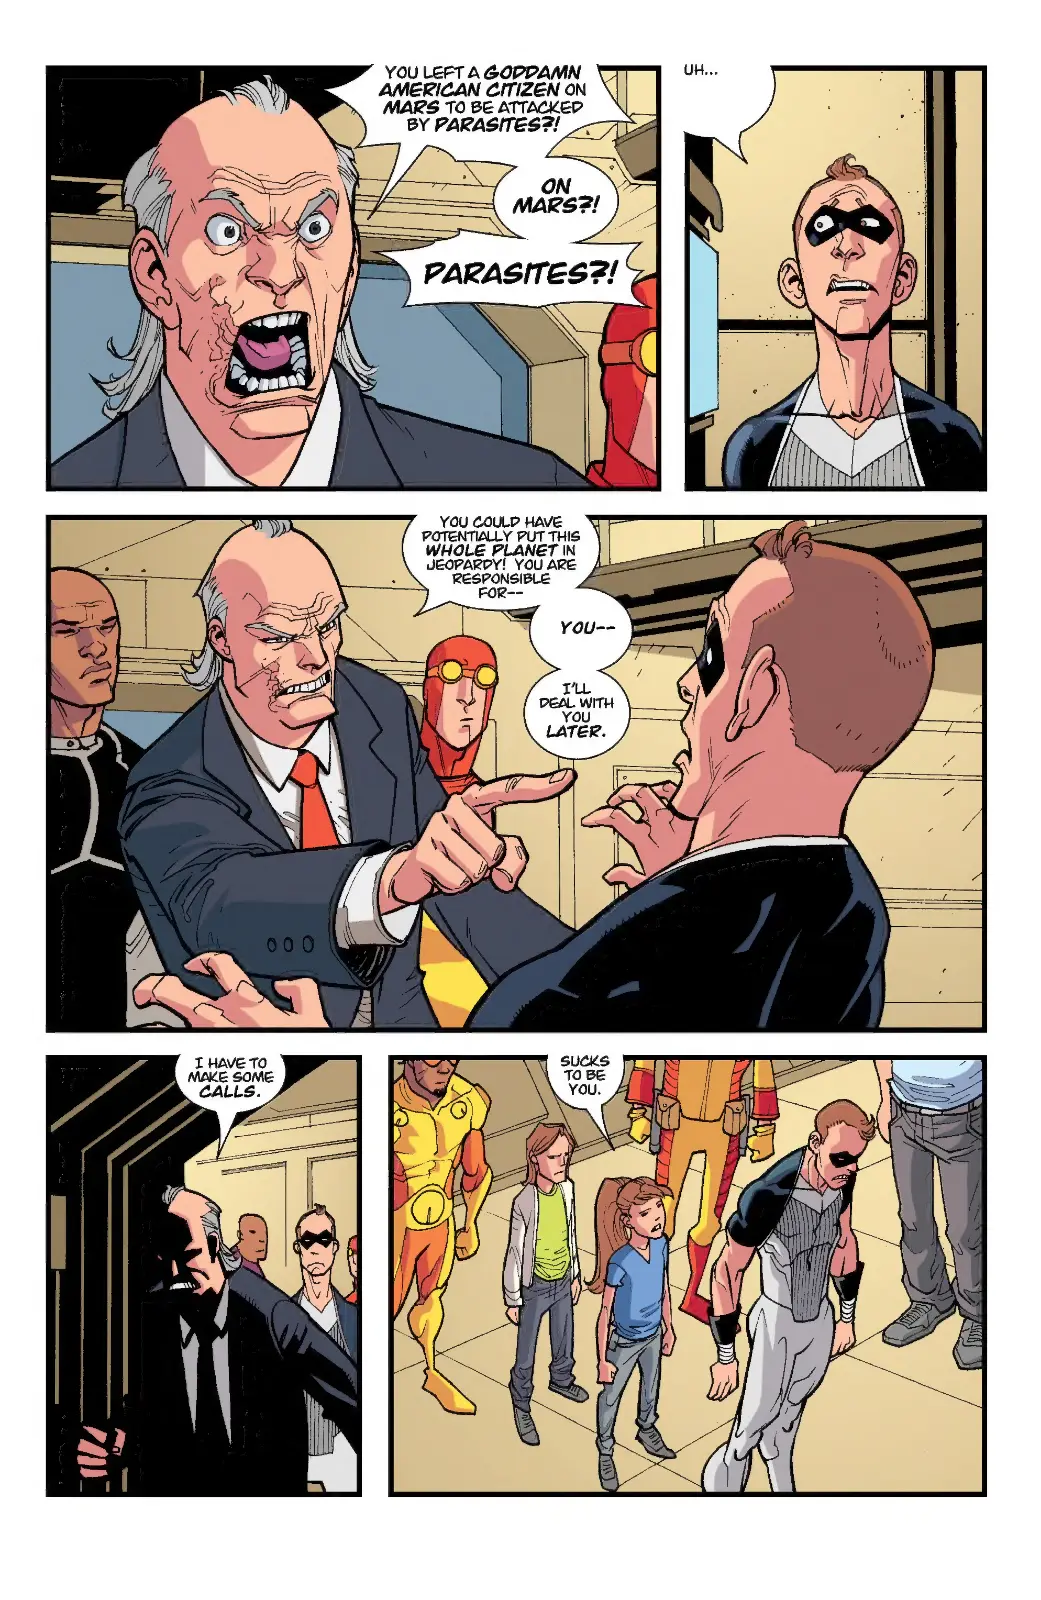 YOU LEFT A GODDAMN
AMERICAN CITIZEN ON
MARS TO BE ATTACKED
BY PARASITES?!
ON
MARS?!
PARASITES?!
UH...
YOU COULD HAVE
POTENTIALLY PUT THIS
WHOLE PLANET IN
JEOPARDY! YOU ARE
RESPONSIBLE
FOR--
YOU--
I'LL
DEAL WITH
YOU
LATER.
I HAVE TO
MAKE SOME
CALLS.
SUCKS
TO BE
YOU.